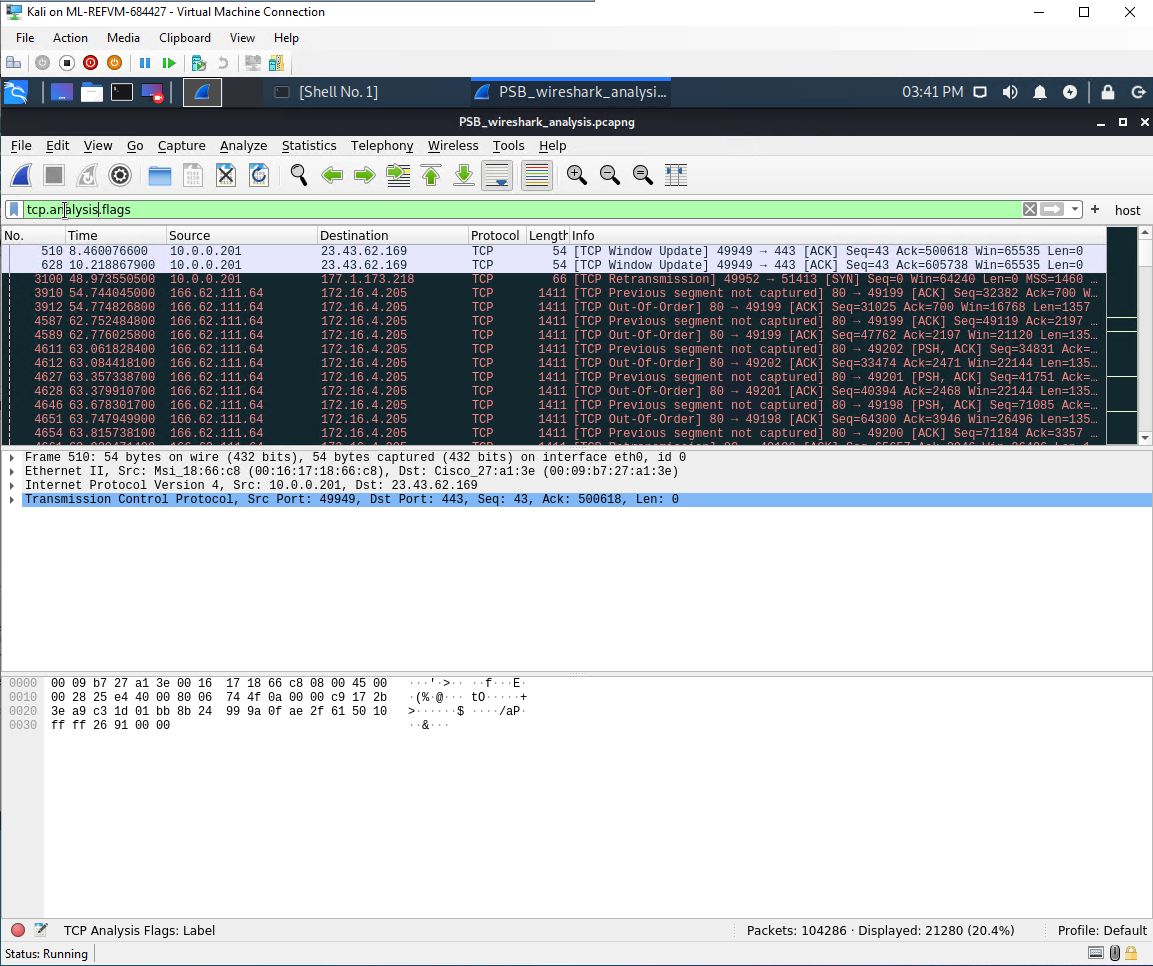 Kali on ML-REFVM-684427 - Virtual Machine Connection
File Action Media Clipboard View Help
[Shell No. 1] PSB_wireshark_analysi... 03:41 PM
PSB_wireshark_analysis.pcapng
File Edit View Go Capture Analyze Statistics Telephony Wireless Tools Help
tcp.analysis.flags + host
No. Time Source Destination Protocol Length Info
510 8.460076600 10.0.0.201 23.43.62.169 TCP 54 [TCP Window Update] 49949 → 443 [ACK] Seq=43 Ack=500618 Win=65535 Len=0
628 10.218867900 10.0.0.201 23.43.62.169 TCP 54 [TCP Window Update] 49949 → 443 [ACK] Seq=43 Ack=605738 Win=65535 Len=0
3100 48.973550500 10.0.0.201 177.1.173.218 TCP 66 [TCP Retransmission] 49952 → 51413 [SYN] Seq=0 Win=64240 Len=0 MSS=1460 …
3910 54.744045000 166.62.111.64 172.16.4.205 TCP 1411 [TCP Previous segment not captured] 80 → 49199 [ACK] Seq=32382 Ack=700 W…
3912 54.774826800 166.62.111.64 172.16.4.205 TCP 1411 [TCP Out-Of-Order] 80 → 49199 [ACK] Seq=31025 Ack=700 Win=16768 Len=1357
4587 62.752484800 166.62.111.64 172.16.4.205 TCP 1411 [TCP Previous segment not captured] 80 → 49199 [ACK] Seq=49119 Ack=2197 …
4589 62.776025800 166.62.111.64 172.16.4.205 TCP 1411 [TCP Out-Of-Order] 80 → 49199 [ACK] Seq=47762 Ack=2197 Win=21120 Len=135…
4611 63.061828400 166.62.111.64 172.16.4.205 TCP 1411 [TCP Previous segment not captured] 80 → 49202 [PSH, ACK] Seq=34831 Ack=…
4612 63.084418100 166.62.111.64 172.16.4.205 TCP 1411 [TCP Out-Of-Order] 80 → 49202 [ACK] Seq=33474 Ack=2471 Win=22144 Len=135…
4627 63.357338700 166.62.111.64 172.16.4.205 TCP 1411 [TCP Previous segment not captured] 80 → 49201 [PSH, ACK] Seq=41751 Ack=…
4628 63.379910700 166.62.111.64 172.16.4.205 TCP 1411 [TCP Out-Of-Order] 80 → 49201 [ACK] Seq=40394 Ack=2468 Win=22144 Len=135…
4646 63.678301700 166.62.111.64 172.16.4.205 TCP 1411 [TCP Previous segment not captured] 80 → 49198 [PSH, ACK] Seq=71085 Ack=…
4651 63.747949900 166.62.111.64 172.16.4.205 TCP 1411 [TCP Out-Of-Order] 80 → 49198 [ACK] Seq=64300 Ack=3946 Win=26496 Len=135…
4654 63.815738100 166.62.111.64 172.16.4.205 TCP 1411 [TCP Previous segment not captured] 80 → 49200 [ACK] Seq=71184 Ack=3357 …
Frame 510: 54 bytes on wire (432 bits), 54 bytes captured (432 bits) on interface eth0, id 0
Ethernet II, Src: Msi_18:66:c8 (00:16:17:18:66:c8), Dst: Cisco_27:a1:3e (00:09:b7:27:a1:3e)
Internet Protocol Version 4, Src: 10.0.0.201, Dst: 23.43.62.169
Transmission Control Protocol, Src Port: 49949, Dst Port: 443, Seq: 43, Ack: 500618, Len: 0
0000 00 09 b7 27 a1 3e 00 16 17 18 66 c8 08 00 45 00 ···'·>·· ··f···E·
0010 00 28 25 e4 40 00 80 06 74 4f 0a 00 00 c9 17 2b ·(%·@··· tO·····+
0020 3e a9 c3 1d 01 bb 8b 24 99 9a 0f ae 2f 61 50 10 >······$ ····/aP·
0030 ff ff 26 91 00 00 ··&···
TCP Analysis Flags: Label Packets: 104286 · Displayed: 21280 (20.4%) Profile: Default
Status: Running